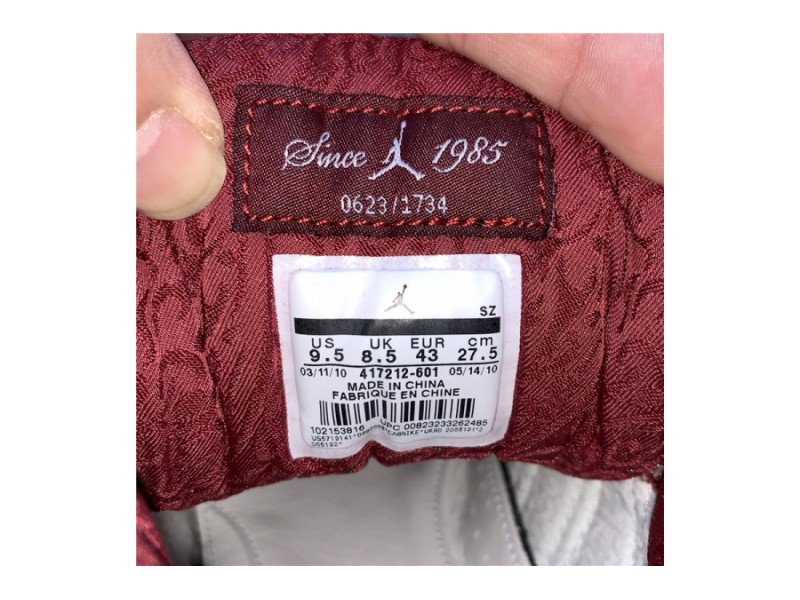 Since 1985
0623/1734
SZ
US UK EUR cm
9.5 8.5 43 27.5
03/11/10 417212-601 05/14/10
MADE IN CHINA
FABRIQUE EN CHINE
102153816 UPC 00823233262485